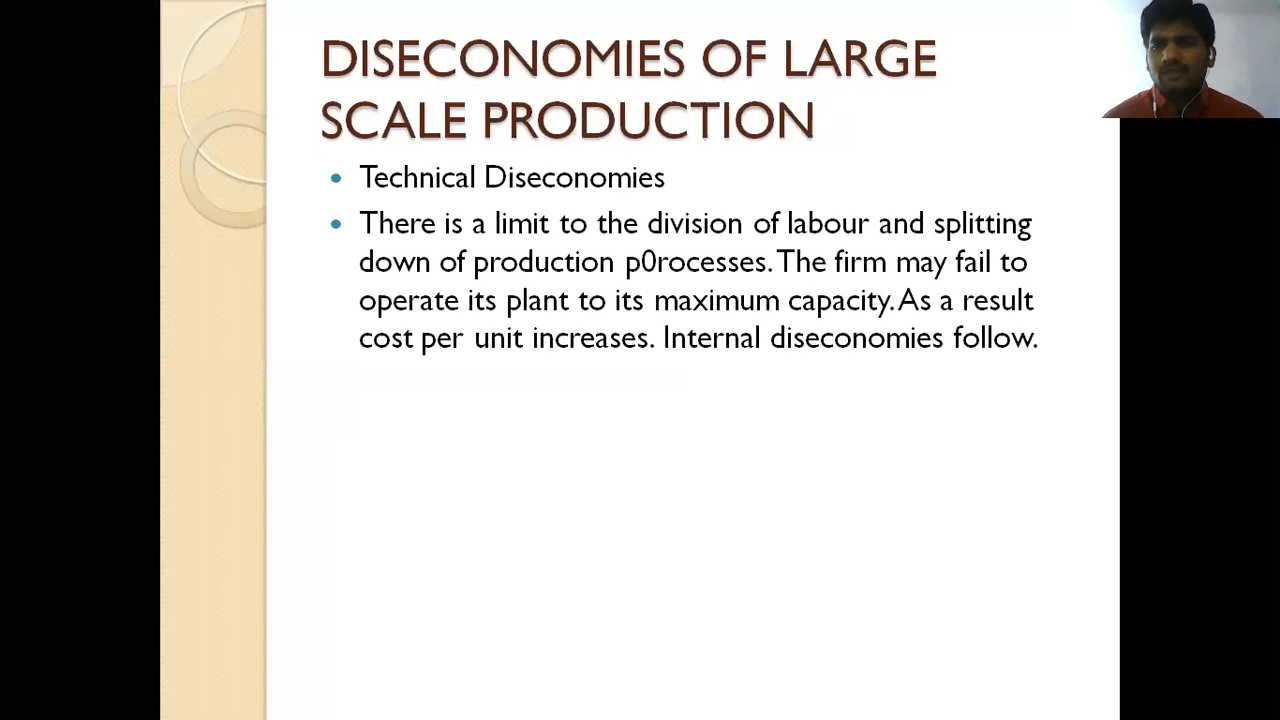 DISECONOMIES OF LARGE
SCALE PRODUCTION
• Technical Diseconomies
• There is a limit to the division of labour and splitting
down of production p0rocesses. The firm may fail to
operate its plant to its maximum capacity. As a result
cost per unit increases. Internal diseconomies follow.